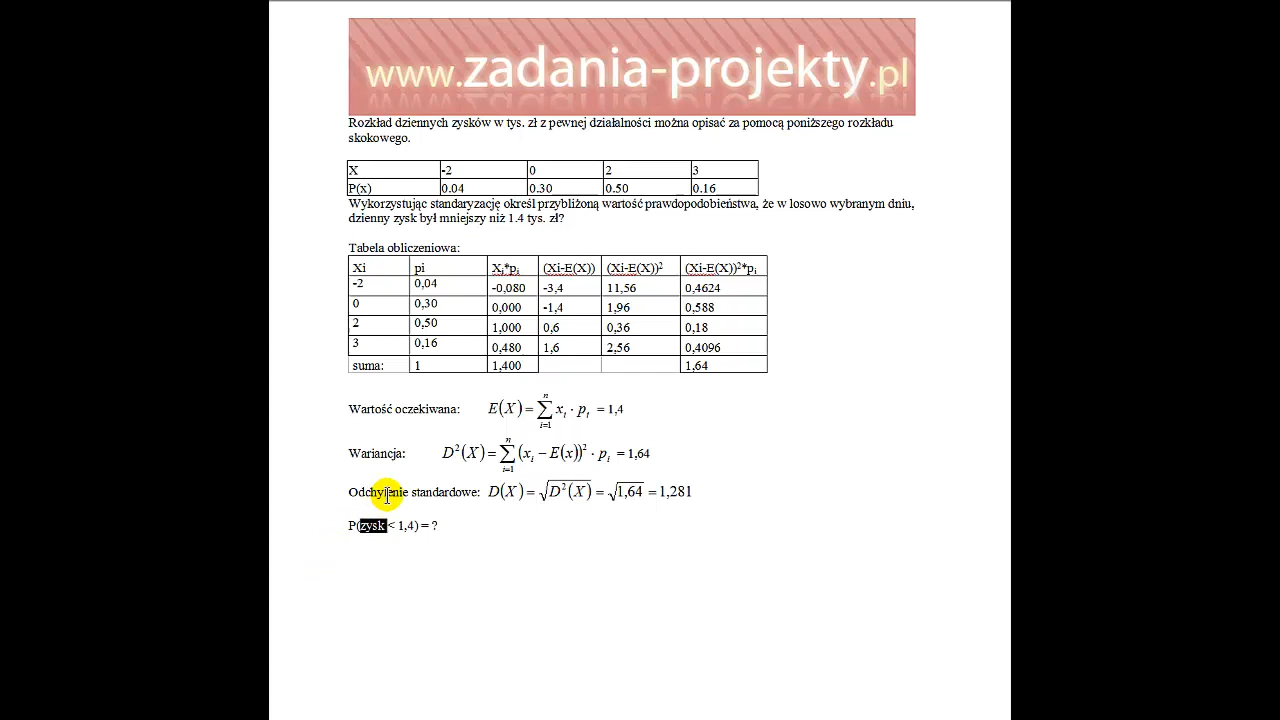 www.zadania-projekty.pl
Rozkład dziennych zysków w tys. zł z pewnej działalności można opisać za pomocą poniższego rozkładu
skokowego.
X -2 0 2 3
P(x) 0.04 0.30 0.50 0.16
Wykorzystując standaryzację określ przybliżoną wartość prawdopodobieństwa, że w losowo wybranym dniu,
dzienny zysk był mniejszy niż 1.4 tys. zł?
Tabela obliczeniowa:
Xi pi Xi*pi (Xi-E(X)) (Xi-E(X))² (Xi-E(X))²*pi
-2 0,04 -0,080 -3,4 11,56 0,4624
0 0,30 0,000 -1,4 1,96 0,588
2 0,50 1,000 0,6 0,36 0,18
3 0,16 0,480 1,6 2,56 0,4096
suma: 1 1,400 1,64
Wartość oczekiwana: E(X) = ∑ⁿᵢ₌₁ xᵢ · pᵢ = 1,4
Wariancja: D²(X) = ∑ⁿᵢ₌₁ (xᵢ − E(x))² · pᵢ = 1,64
Odchylenie standardowe: D(X) = √D²(X) = √1,64 = 1,281
P(zysk < 1,4) = ?